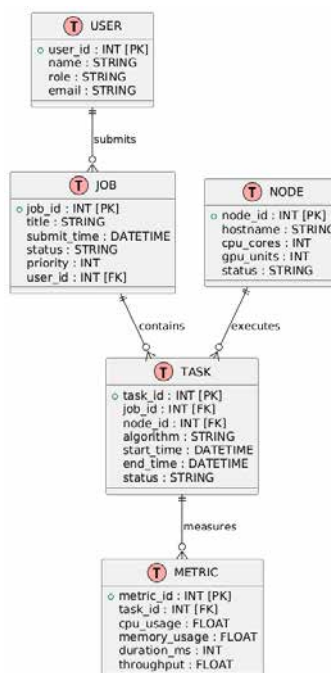 T USER
user_id : INT [PK]
name : STRING
role : STRING
email : STRING
submits
T JOB
job_id : INT [PK]
title : STRING
submit_time : DATETIME
status : STRING
priority : INT
user_id : INT [FK]
T NODE
node_id : INT [PK]
hostname : STRING
cpu_cores : INT
gpu_units : INT
status : STRING
contains
executes
T TASK
task_id : INT [PK]
job_id : INT [FK]
node_id : INT [FK]
algorithm : STRING
start_time : DATETIME
end_time : DATETIME
status : STRING
measures
T METRIC
metric_id : INT [PK]
task_id : INT [FK]
cpu_usage : FLOAT
memory_usage : FLOAT
duration_ms : INT
throughput : FLOAT